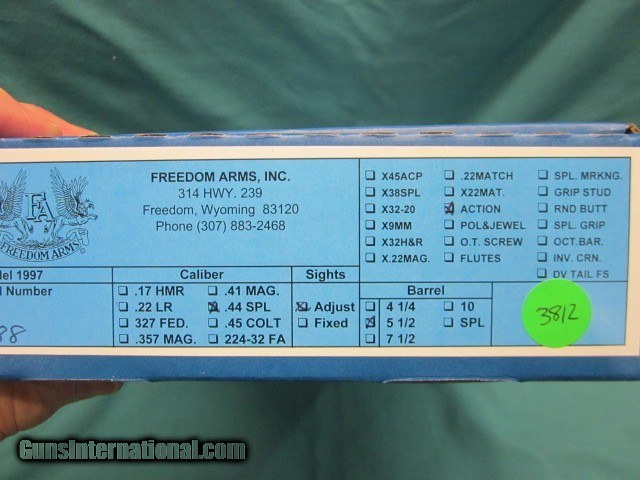 FREEDOM ARMS, INC.
314 HWY. 239
Freedom, Wyoming 83120
Phone (307) 883-2468
FA
FREEDOM ARMS
X45ACP .22MATCH SPL. MRKNG.
X38SPL X22MAT. GRIP STUD
X32-20 ACTION RND BUTT
X9MM POL&JEWEL SPL. GRIP
X32H&R O.T. SCREW OCT.BAR.
X.22MAG. FLUTES INV. CRN.
DV TAIL FS
del 1997
l Number
88
Caliber
.17 HMR .41 MAG.
.22 LR .44 SPL
327 FED. .45 COLT
.357 MAG. 224-32 FA
Sights
Adjust
Fixed
Barrel
4 1/4 10
5 1/2 SPL
7 1/2
3812
GunsInternational.com